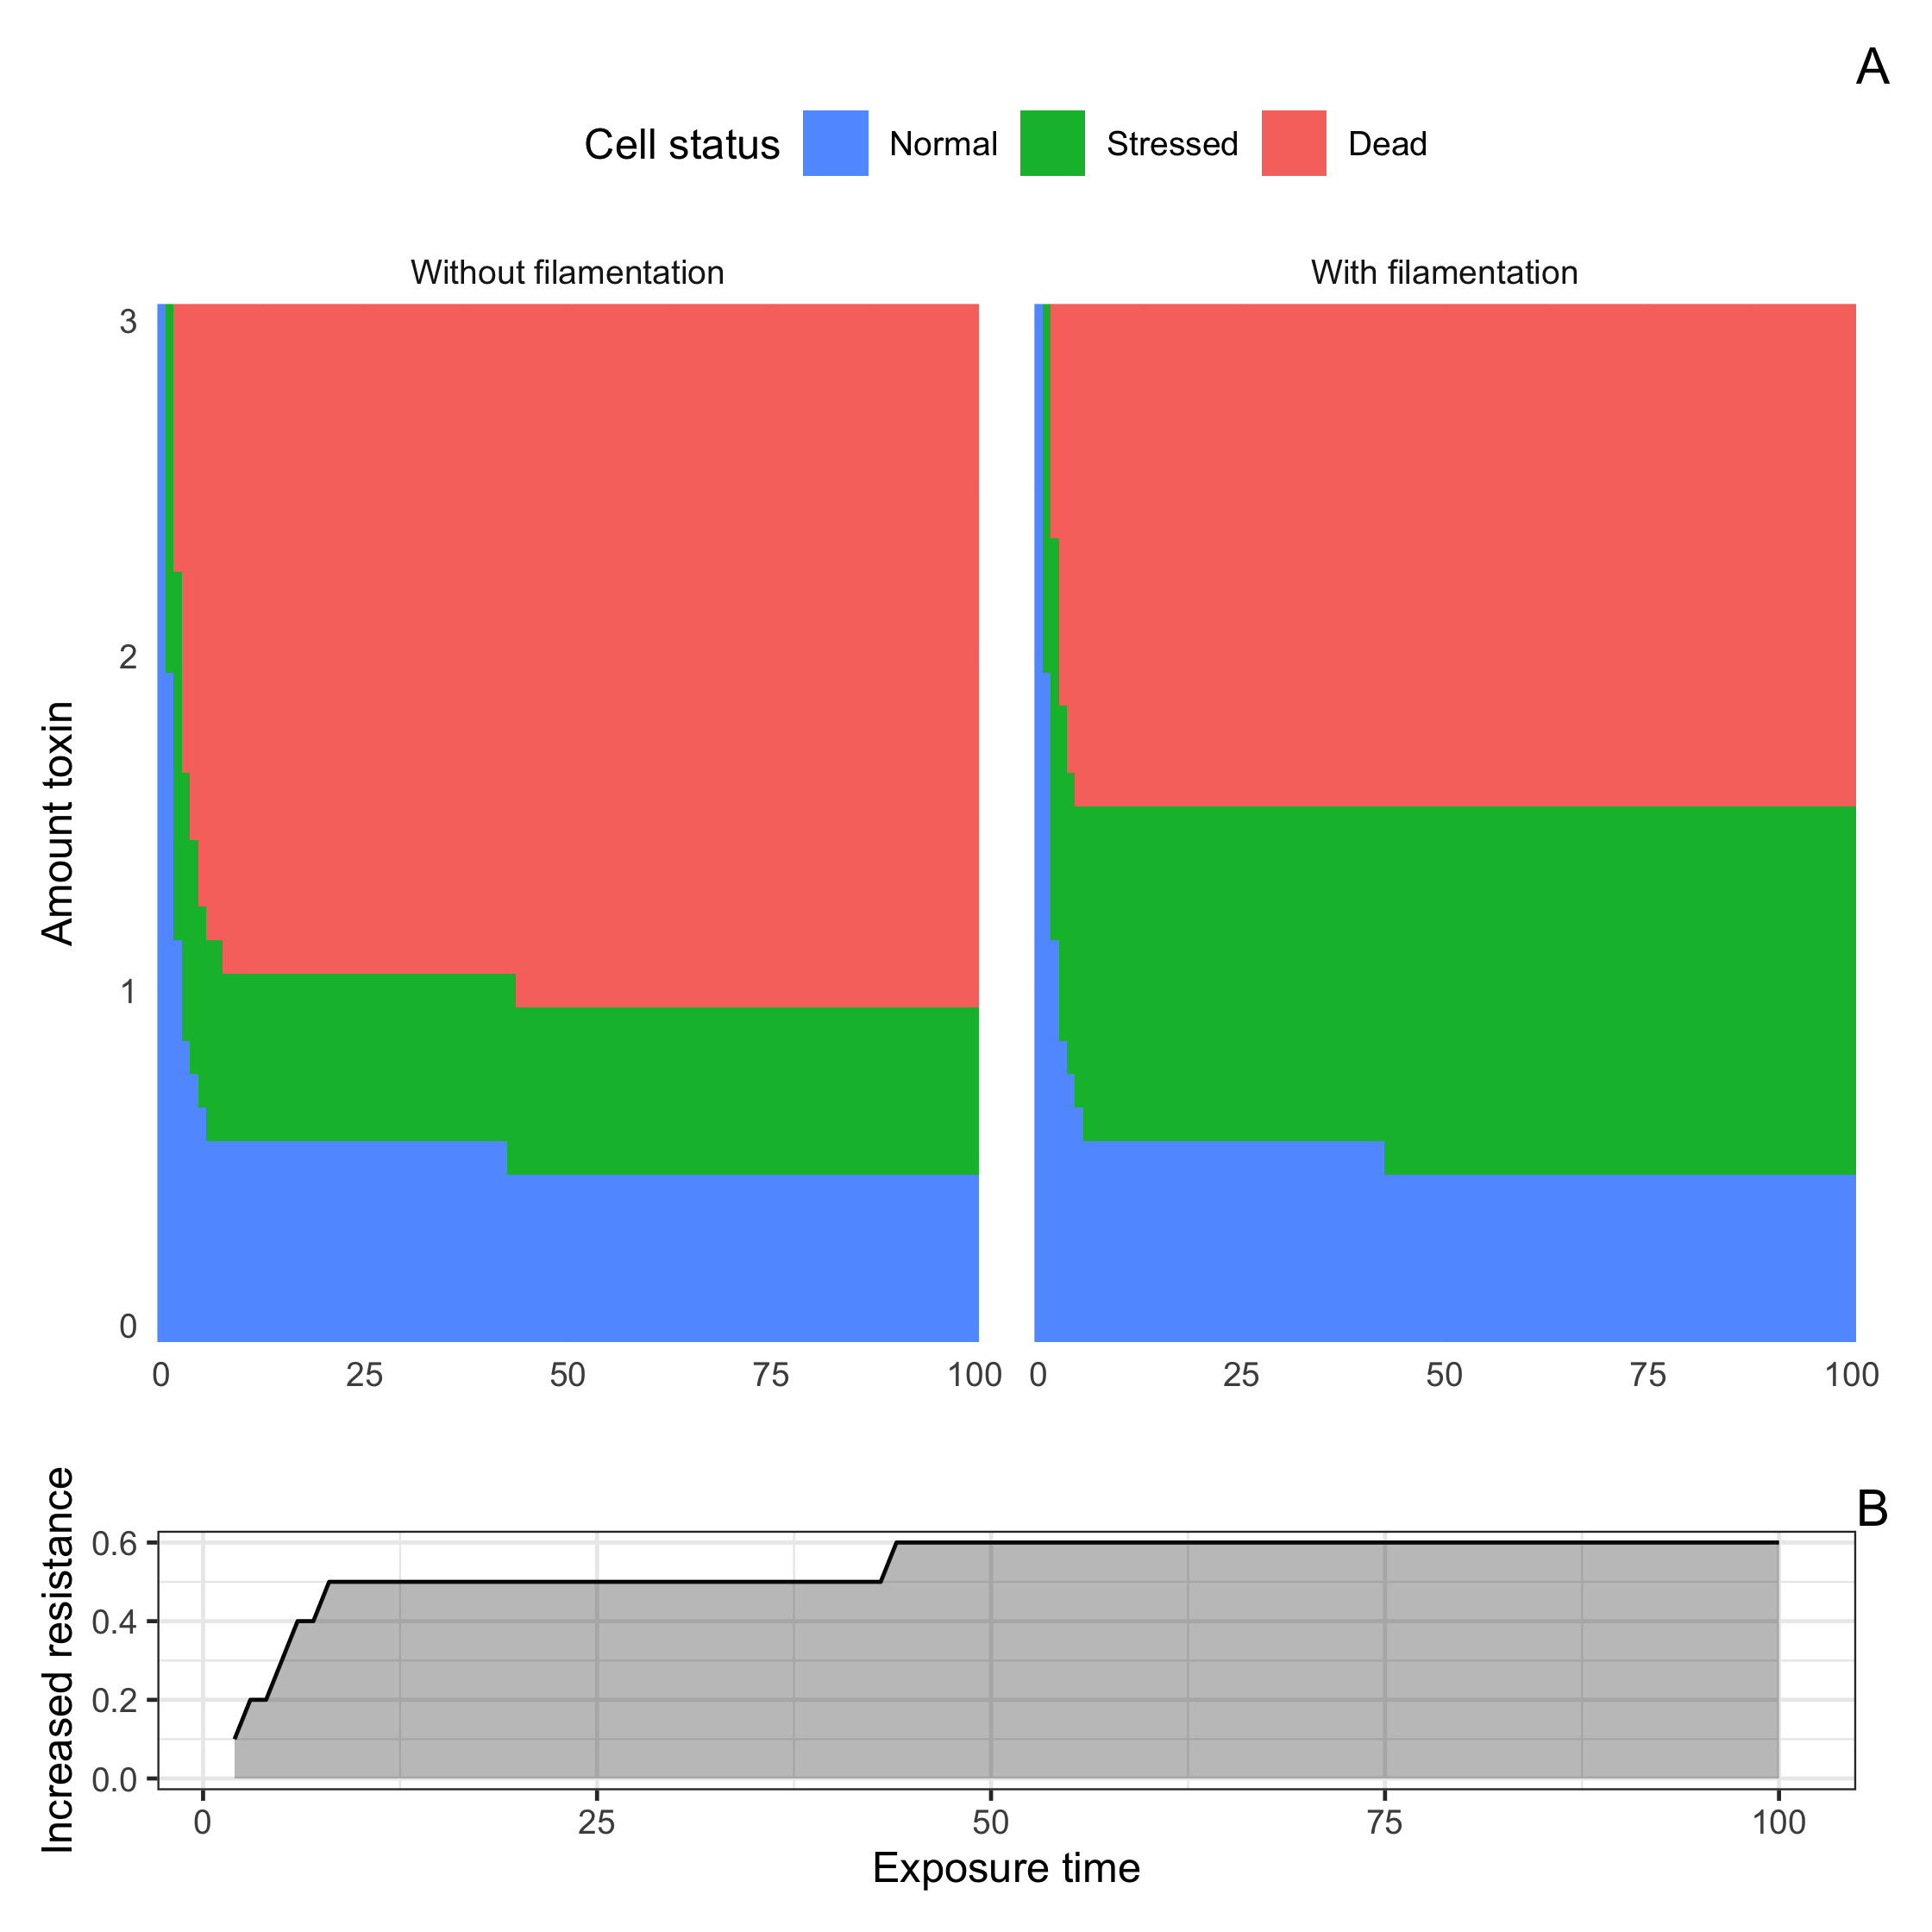 A
Cell status Normal Stressed Dead
Without filamentation With filamentation
Amount toxin
3
2
1
0
0 25 50 75 100 0 25 50 75 100
B
Increased resistance
0.6
0.4
0.2
0.0
0 25 50 75 100
Exposure time